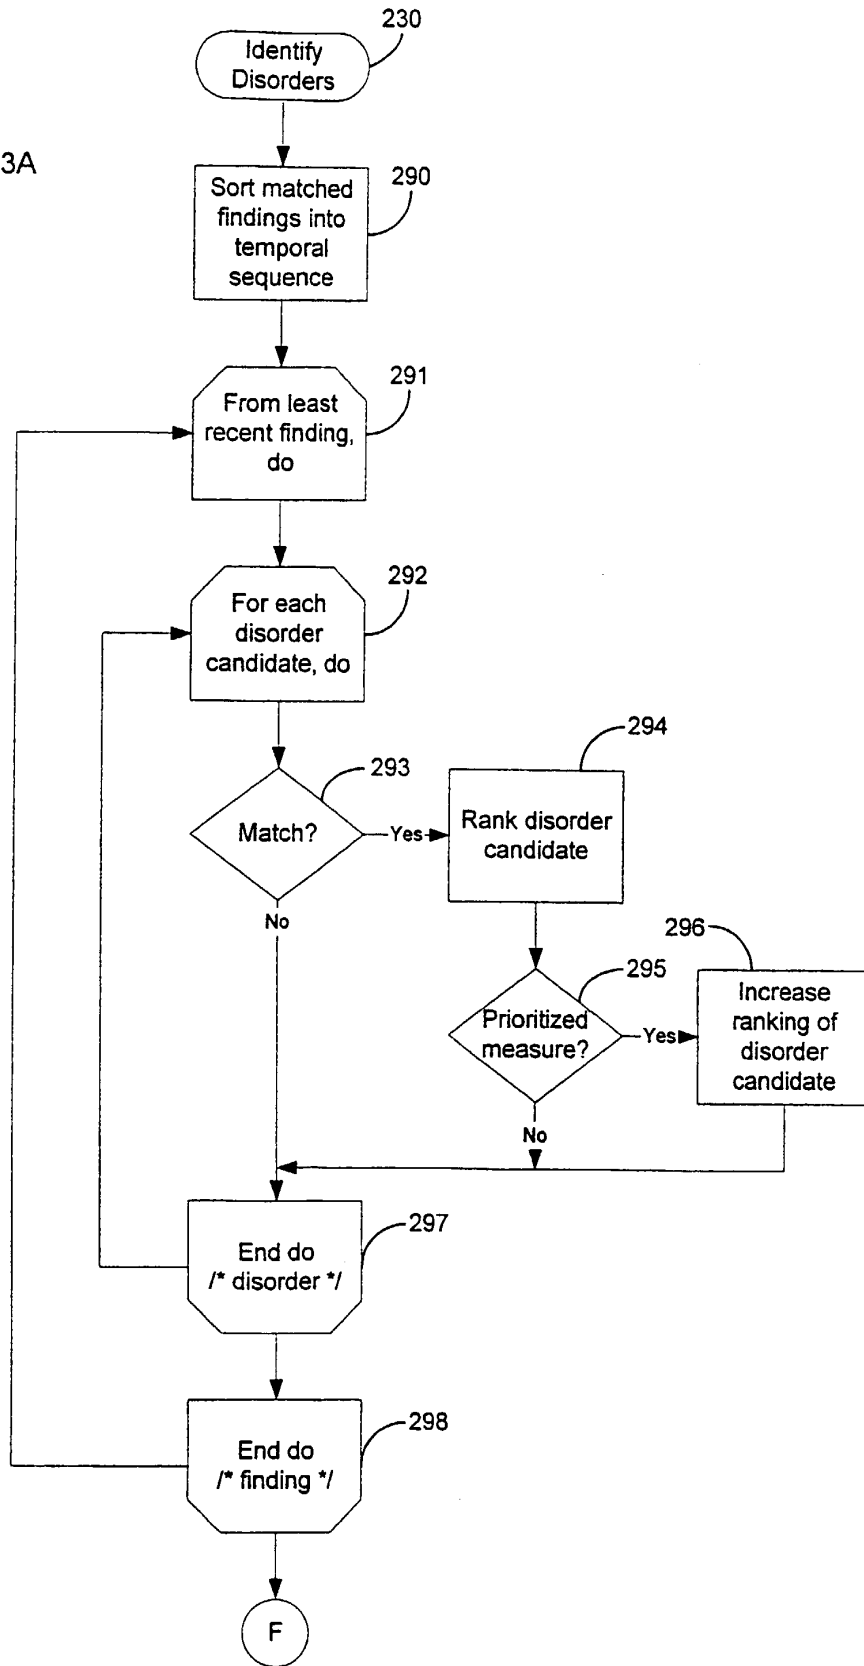 230
Identify
Disorders
3A
290
Sort matched
findings into
temporal
sequence
291
From least
recent finding,
do
292
For each
disorder
candidate, do
294
293
Match?
Yes
Rank disorder
candidate
No
296
295
Prioritized
measure?
Yes
Increase
ranking of
disorder
candidate
No
297
End do
/* disorder */
298
End do
/* finding */
F